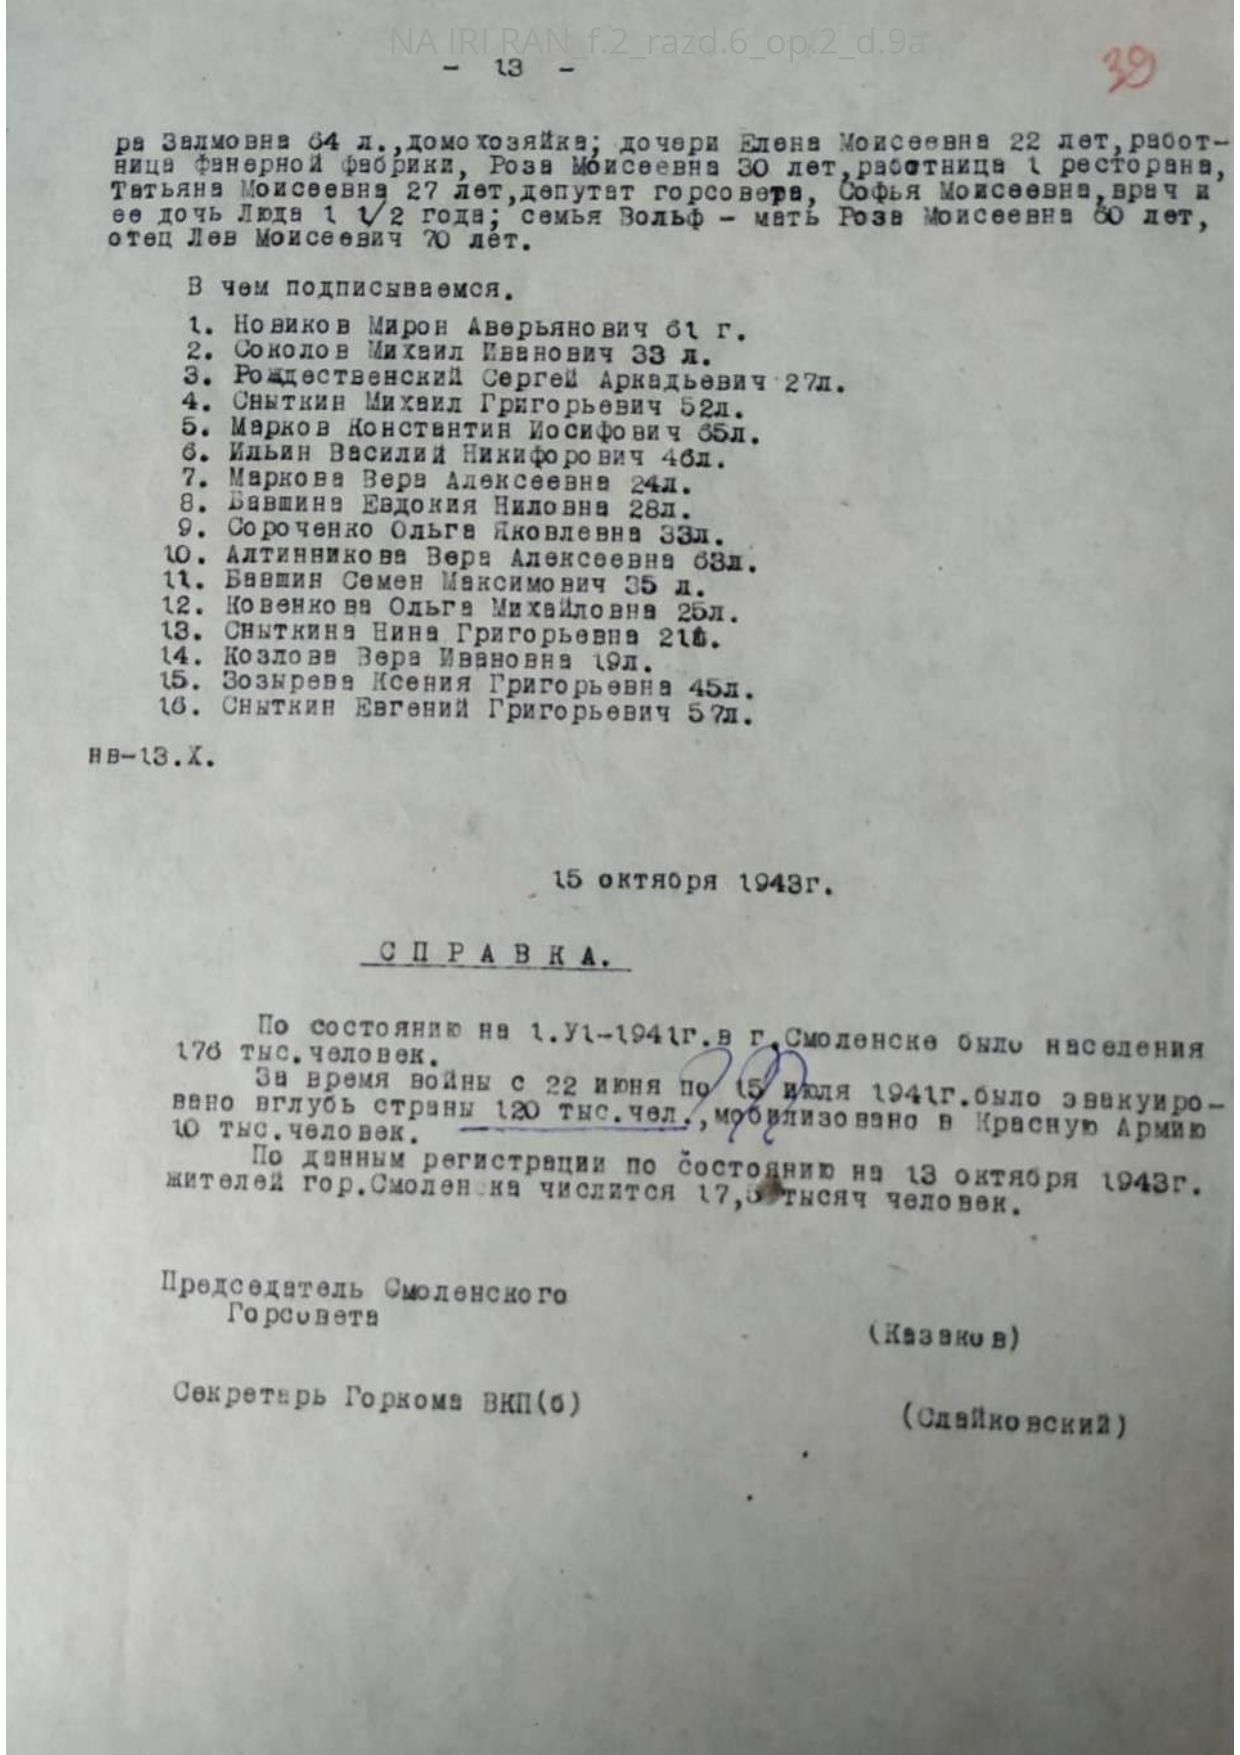 NA IRI RAN_f.2_razd.6_op.2_d.9a
- 13 -
39
ра Залмовна 64 л.,домохозяйка; дочери Елена Моисеевна 22 лет,работ-
ница фанерной фабрики, Роза Моисеевна 30 лет,работница 1 ресторана,
Татьяна Моисеевна 27 лет,депутат горсовета, Софья Моисеевна,врач и
ее дочь Люда 1 1/2 года; семья Вольф - мать Роза Моисеевна 60 лет,
отец Лев Моисеевич 70 лет.
В чем подписываемся.
1. Новиков Мирон Аверьянович 61 г.
2. Соколов Михаил Иванович 33 л.
3. Рождественский Сергей Аркадьевич 27л.
4. Сныткин Михаил Григорьевич 52л.
5. Марков Константин Иосифович 65л.
6. Ильин Василий Никифорович 46л.
7. Маркова Вера Алексеевна 24л.
8. Бавшина Евдокия Ниловна 28л.
9. Сороченко Ольга Яковлевна 33л.
10. Алтинникова Вера Алексеевна 63л.
11. Бавшин Семен Максимович 35 л.
12. Ковенкова Ольга Михайловна 25л.
13. Сныткина Нина Григорьевна 21
14. Козлова Вера Ивановна 19л.
15. Зозырева Ксения Григорьевна 45л.
16. Сныткин Евгений Григорьевич 57л.
нв-13.X.
15 октября 1943г.
СПРАВКА.
По состоянию на 1.У1-1941г.в г.Смоленске было населения
176 тыс.человек.
За время войны с 22 июня по 15 июля 1941г.было эвакуиро-
вано вглубь страны 120 тыс.чел.,мобилизовано в Красную Армию
10 тыс.человек.
По данным регистрации по состоянию на 13 октября 1943г.
жителей гор.Смоленска числится 17,5 тысяч человек.
Председатель Смоленского
Горсовета
(Казаков)
Секретарь Горкома ВКП(б)
(Слайковский)